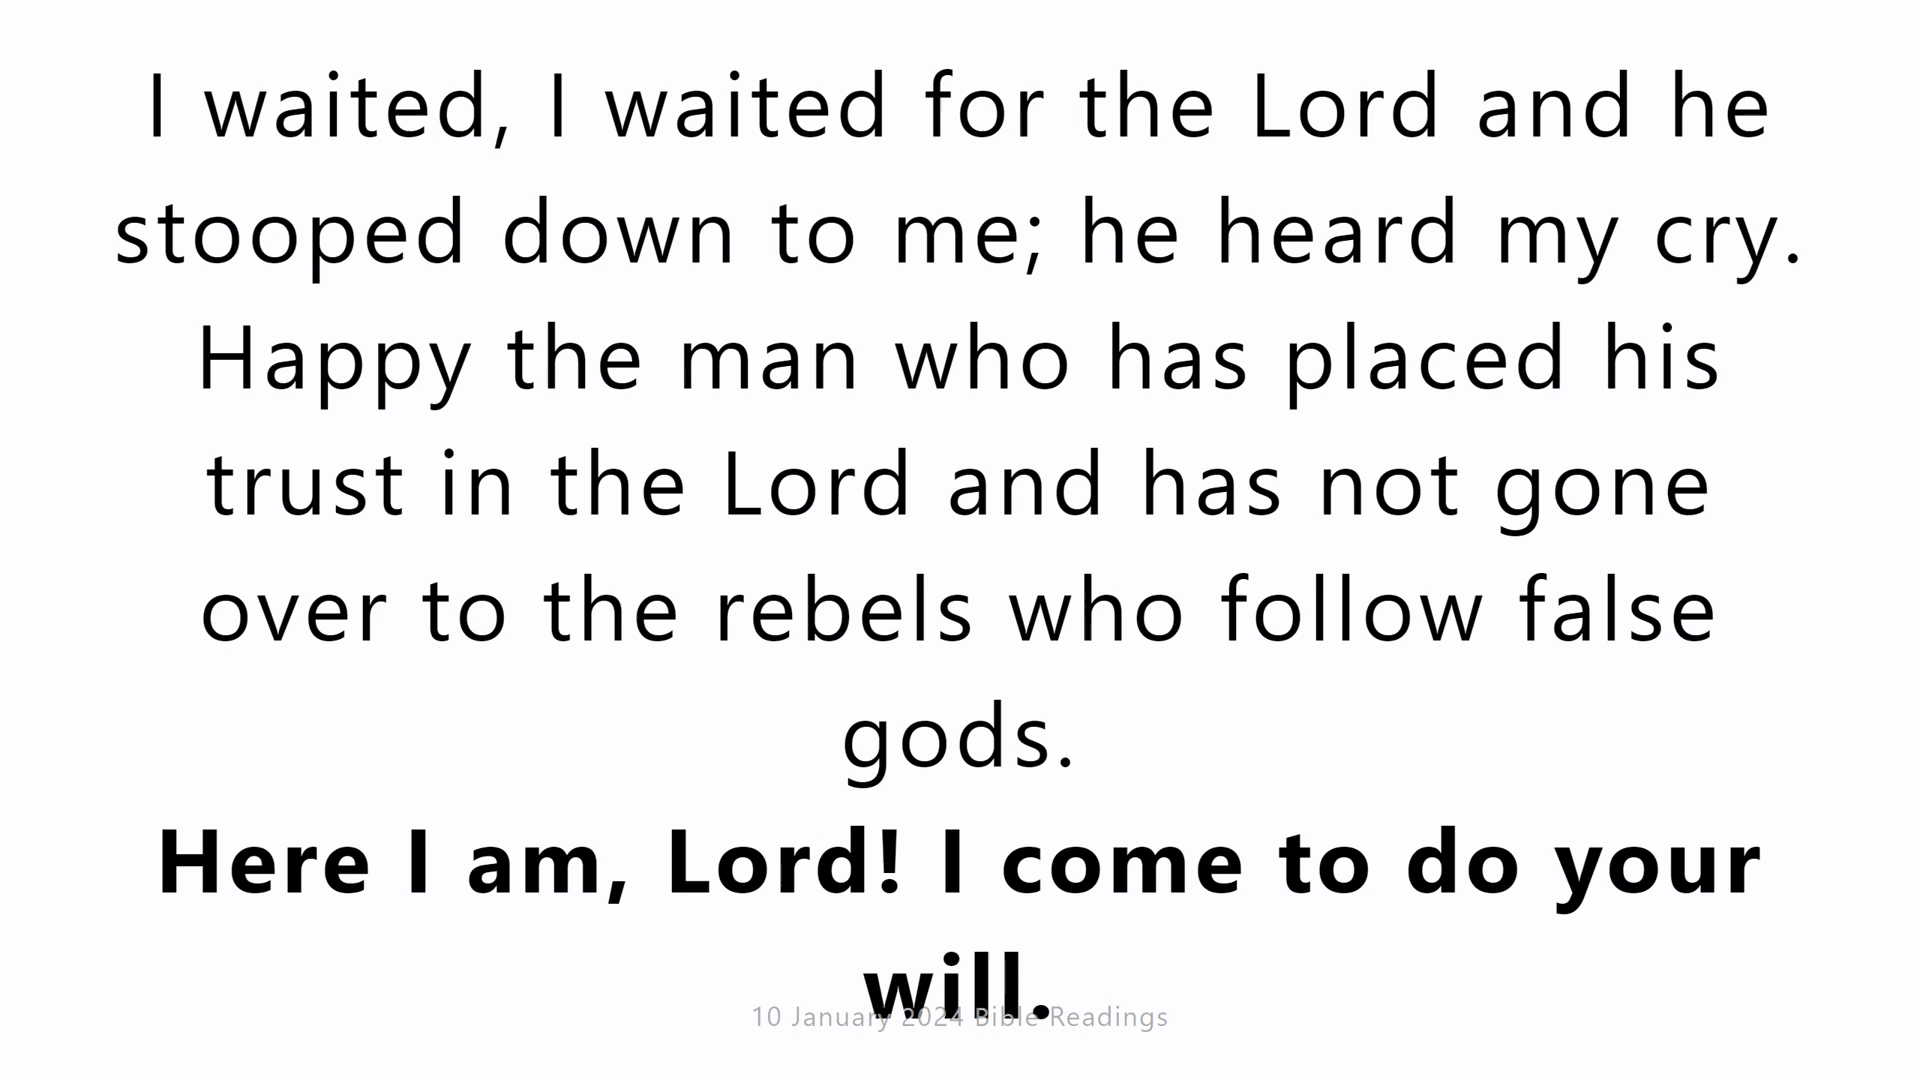 I waited, I waited for the Lord and he
stooped down to me; he heard my cry.
Happy the man who has placed his
trust in the Lord and has not gone
over to the rebels who follow false
gods.
Here I am, Lord! I come to do your
will.
10 January 2024 Bible Readings